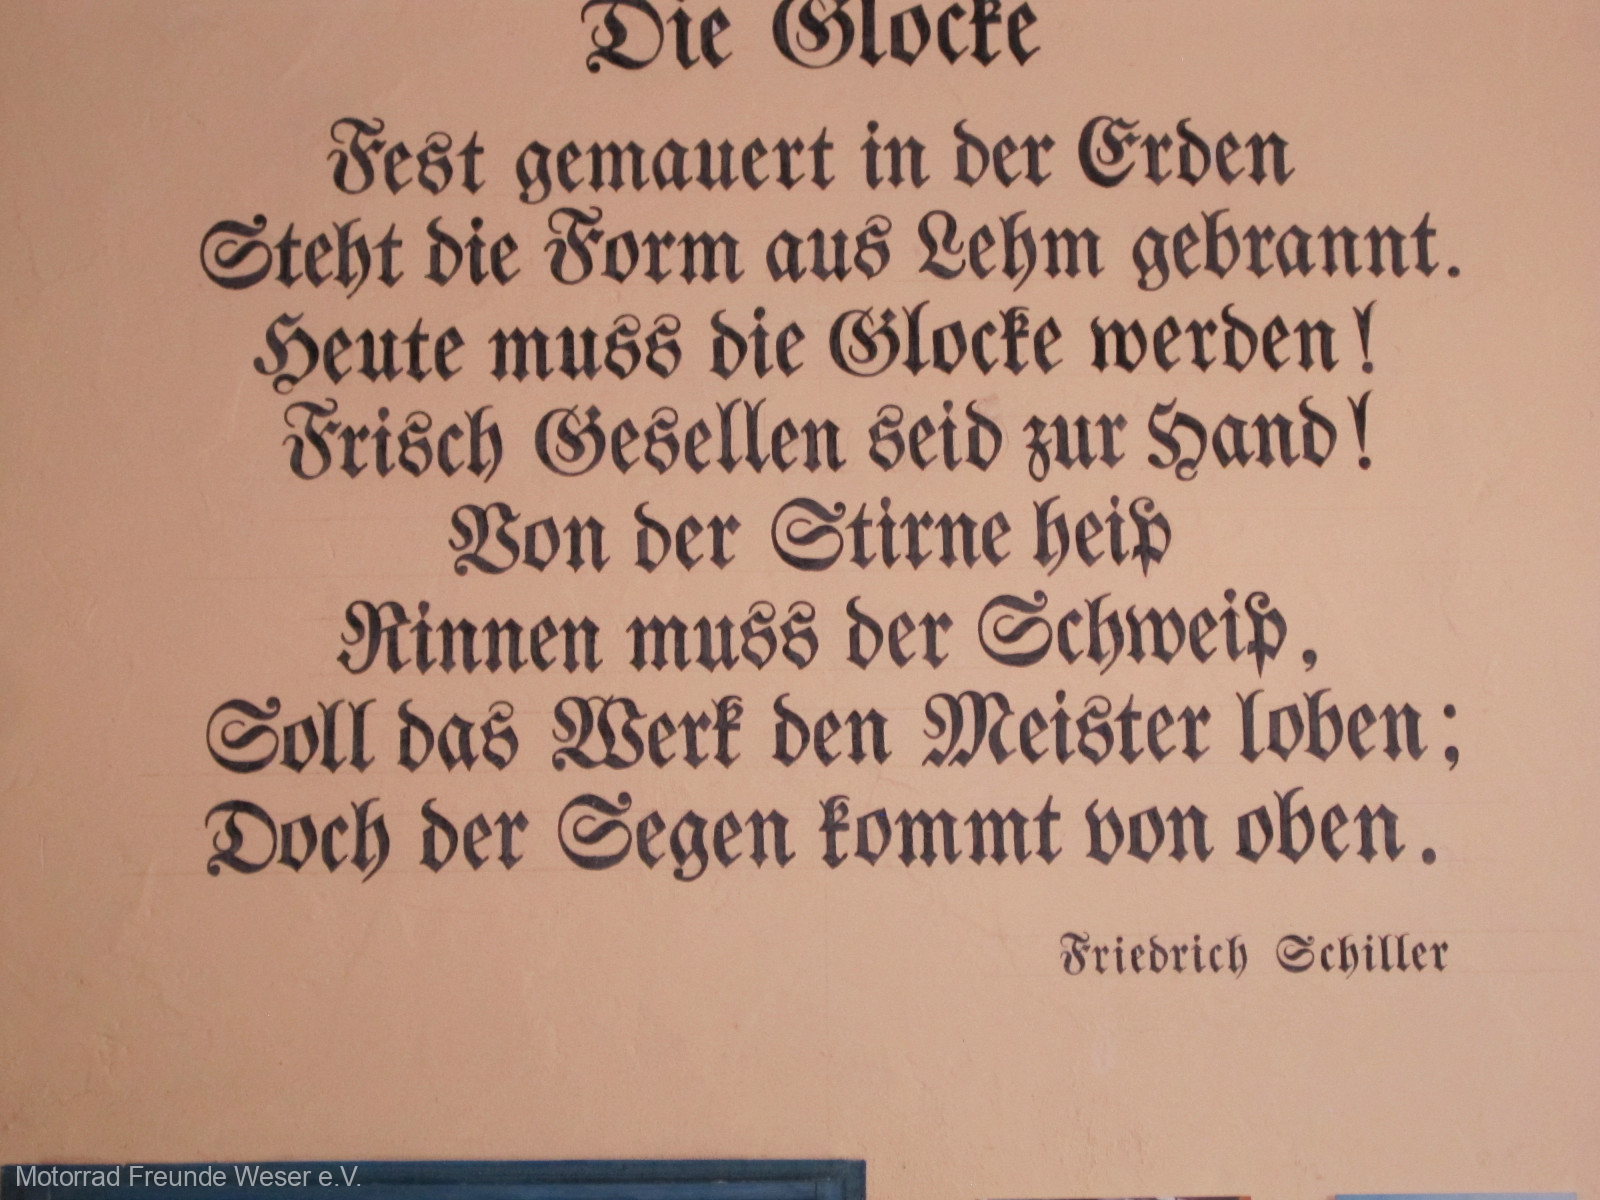 Die Glocke
Fest gemauert in der Erden
Steht die Form aus Lehm gebrannt.
Heute muss die Glocke werden!
Frisch Gesellen seid zur Hand!
Von der Stirne heiß
Rinnen muss der Schweiß,
Soll das Werk den Meister loben;
Doch der Segen kommt von oben.
Friedrich Schiller
Motorrad Freunde Weser e.V.